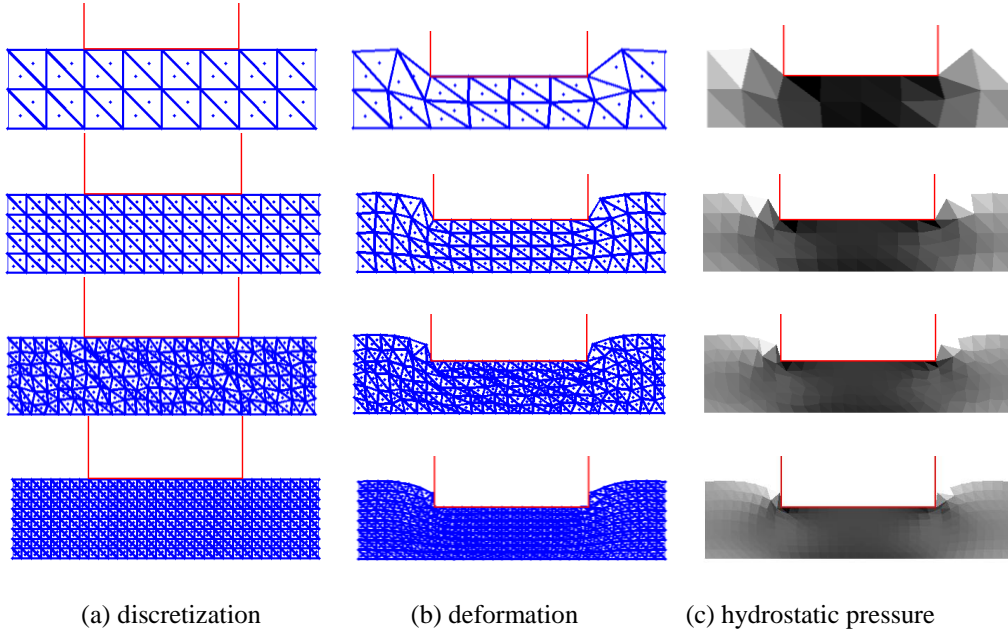 (a) discretization
(b) deformation
(c) hydrostatic pressure